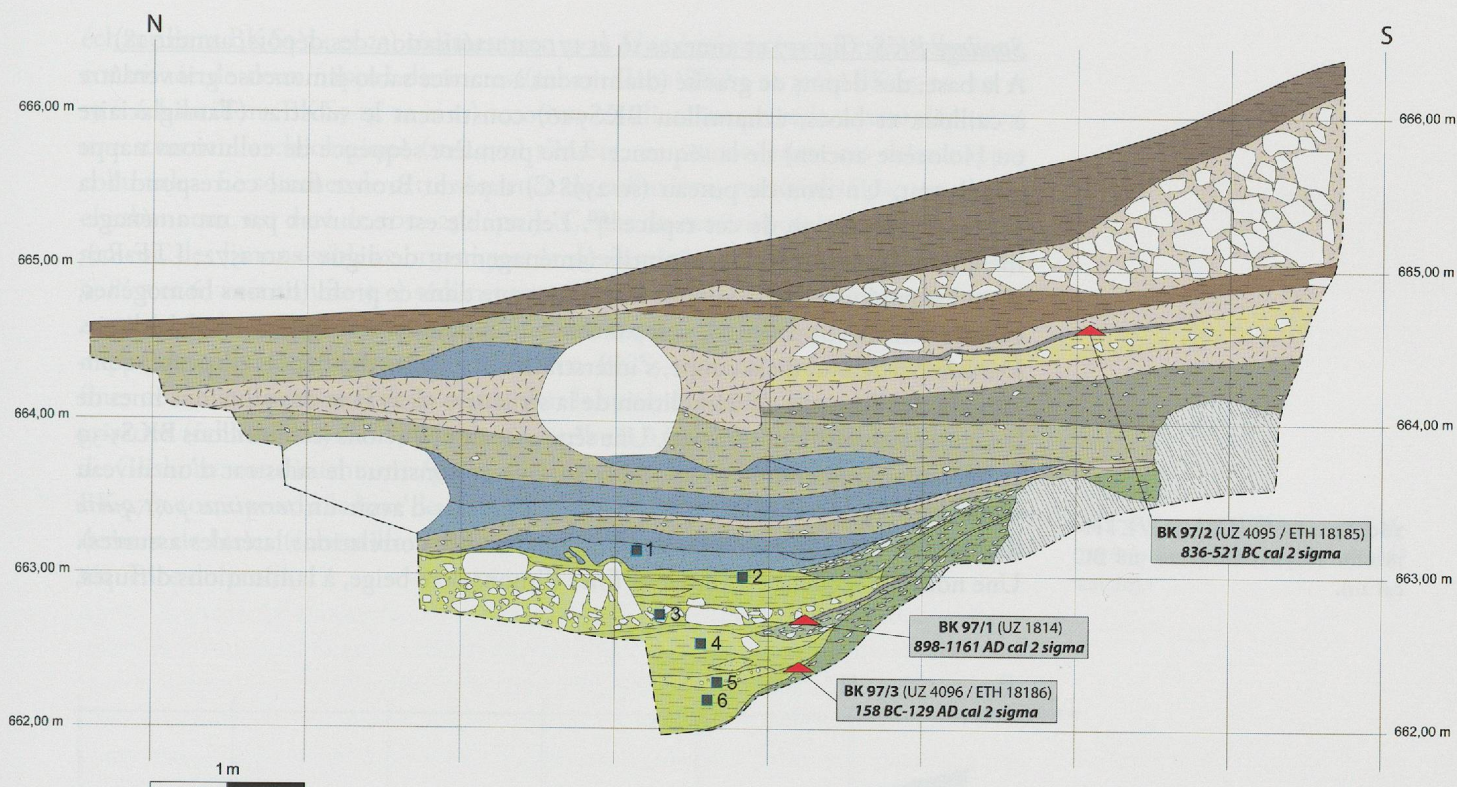 N
S
666,00 m
666,00 m
665,00 m
665,00 m
664,00 m
664,00 m
BK 97/2 (UZ 4095 / ETH 18185)
836-521 BC cal 2 sigma
1
663,00 m
2
663,00 m
3
BK 97/1 (UZ 1814)
898-1161 AD cal 2 sigma
4
5
BK 97/3 (UZ 4096 / ETH 18186)
158 BC-129 AD cal 2 sigma
6
662,00 m
662,00 m
1 m